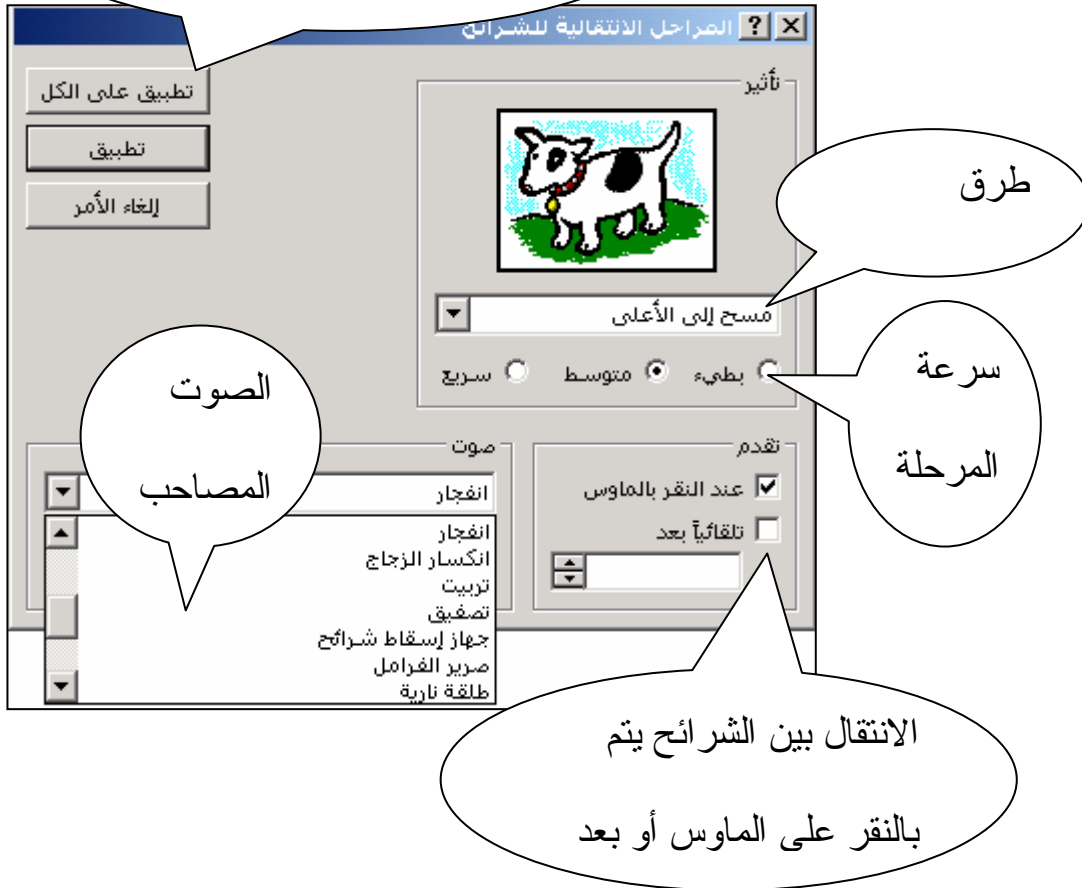 المراحل الانتقالية للشرائح
تأثير
تطبيق على الكل
تطبيق
إلغاء الأمر
طرق
مسح إلى الأعلى
بطيء
متوسط
سريع
سرعة
المرحلة
الصوت
المصاحب
تقدم
عند النقر بالماوس
تلقائياً بعد
صوت
انفجار
انفجار
انكسار الزجاج
تربيت
تصفيق
جهاز إسقاط شرائح
صرير الفرامل
طلقة نارية
الانتقال بين الشرائح يتم
بالنقر على الماوس أو بعد